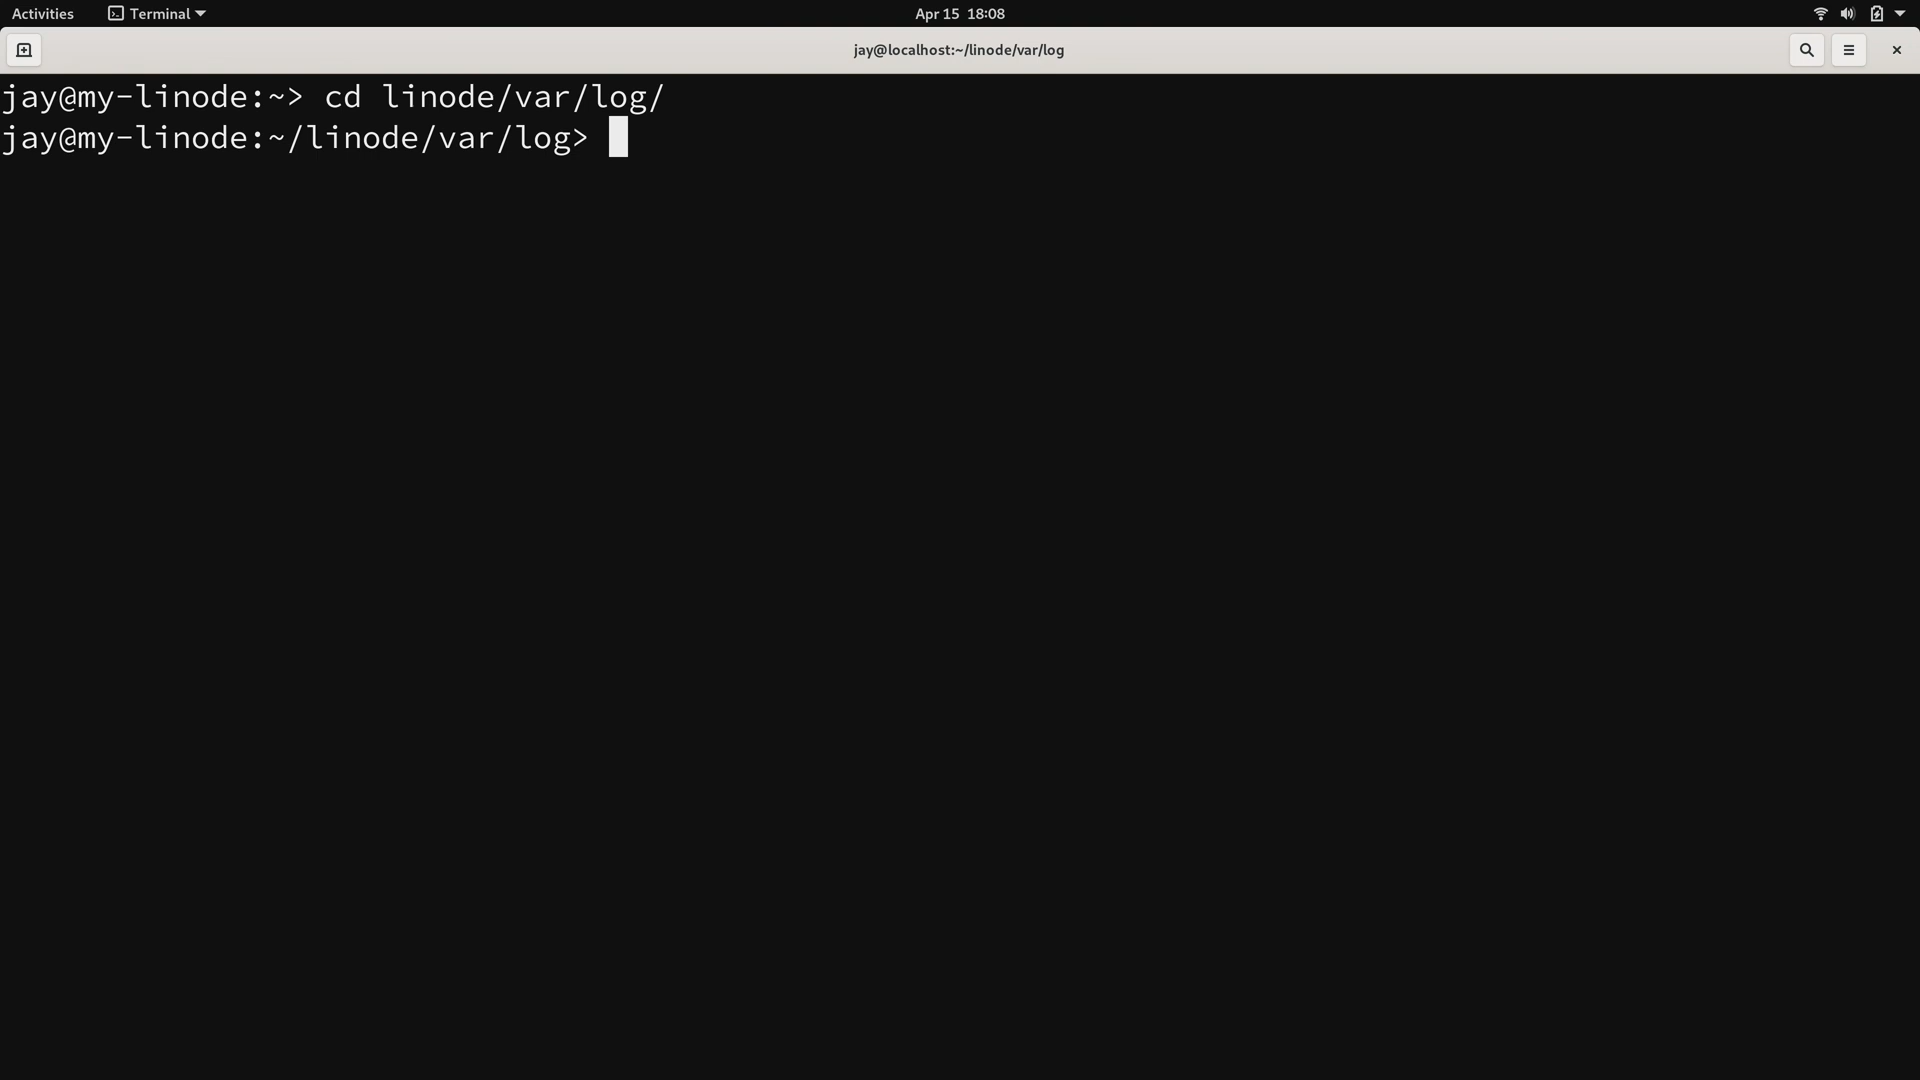 Activities Terminal Apr 15 18:08
jay@localhost:~/linode/var/log
jay@my-linode:~> cd linode/var/log/
jay@my-linode:~/linode/var/log>